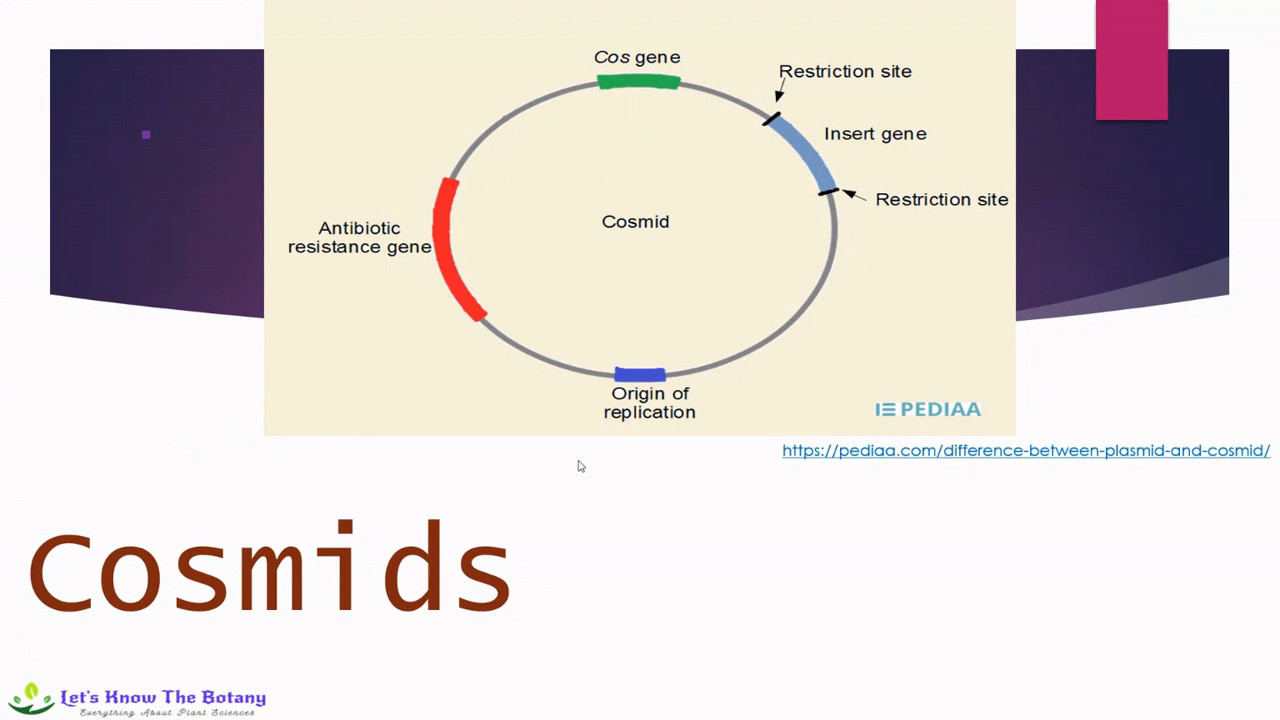 Cos gene
Restriction site
Insert gene
Restriction site
Cosmid
Antibiotic
resistance gene
Origin of
replication
PEDIAA
https://pediaa.com/difference-between-plasmid-and-cosmid/
Cosmids
Let's Know The Botany
Everything About Plant Sciences